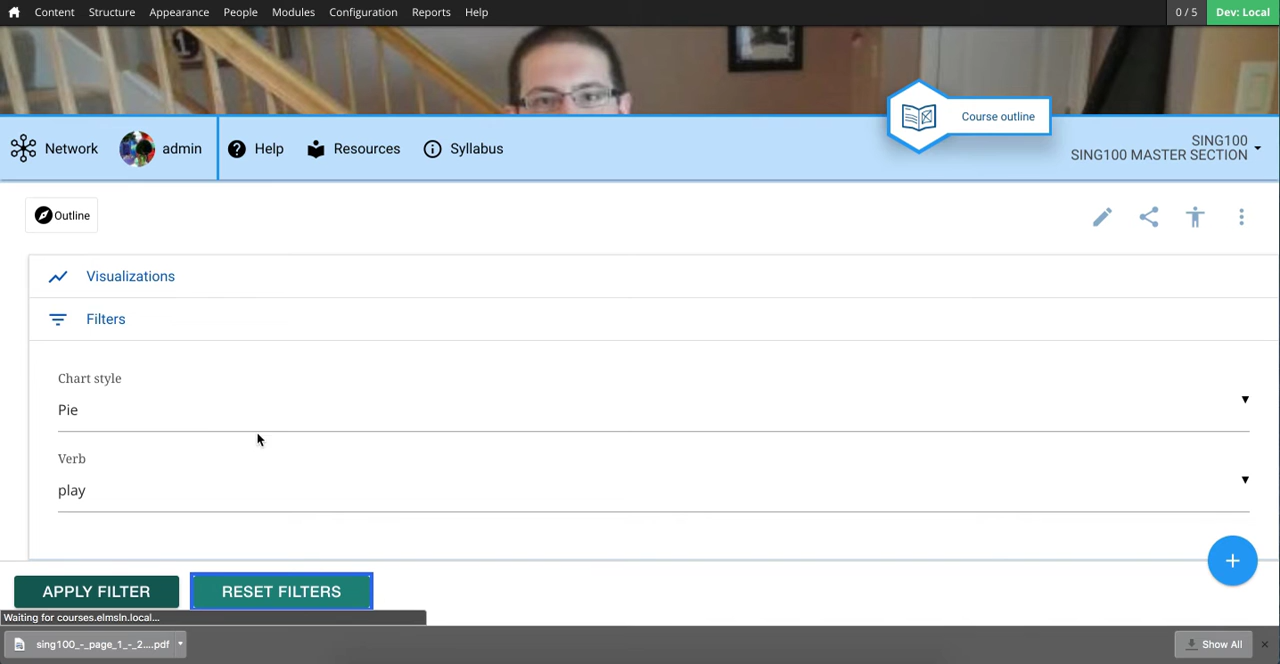 Content Structure Appearance People Modules Configuration Reports Help 0 / 5 Dev: Local
Course outline
Network admin Help Resources Syllabus
SING100
SING100 MASTER SECTION
Outline
Visualizations
Filters
Chart style
Pie
Verb
play
APPLY FILTER RESET FILTERS
Waiting for courses.elmsln.local...
sing100_-_page_1_-_2....pdf Show All